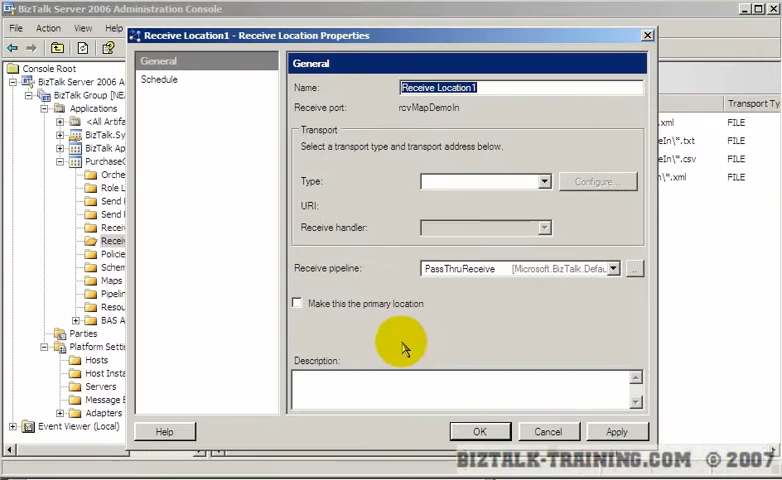 BizTalk Server 2006 Administration Console
File Action View Help
Receive Location1 - Receive Location Properties
General
Schedule
General
Name: Receive Location1
Receive port: rcvMapDemoIn
Transport
Select a transport type and transport address below.
Type: Configure...
URI:
Receive handler:
Receive pipeline: PassThruReceive [Microsoft.BizTalk.Defau ...
Make this the primary location
Description:
Help OK Cancel Apply
Console Root
BizTalk Server 2006 A
BizTalk Group [NE
Applications
<All Artifa
BizTalk.Sy
BizTalk Ap
PurchaseO
Orche
Role L
Send P
Send P
Receiv
Receiv
Policie
Schem
Maps
Pipelin
Resou
BAS A
Parties
Platform Settin
Hosts
Host Insta
Servers
Message B
Adapters
Event Viewer (Local)
Transport Ty
.xml FILE
eIn\*.txt FILE
eIn\*.csv FILE
n\*.xml FILE
BIZTALK-TRAINING.COM © 2007